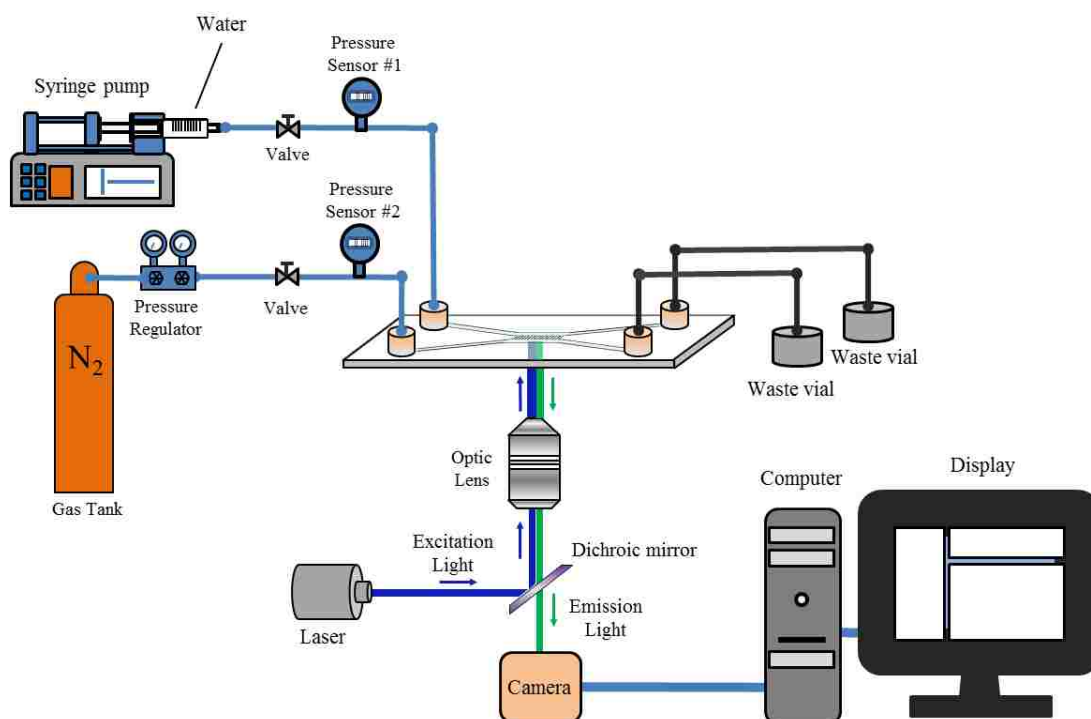 Water
Pressure
Sensor #1
Syringe pump
Valve
Pressure
Sensor #2
Pressure
Regulator
Valve
N2
Gas Tank
Waste vial
Waste vial
Optic
Lens
Computer
Display
Excitation
Light
Dichroic mirror
Laser
Emission
Light
Camera